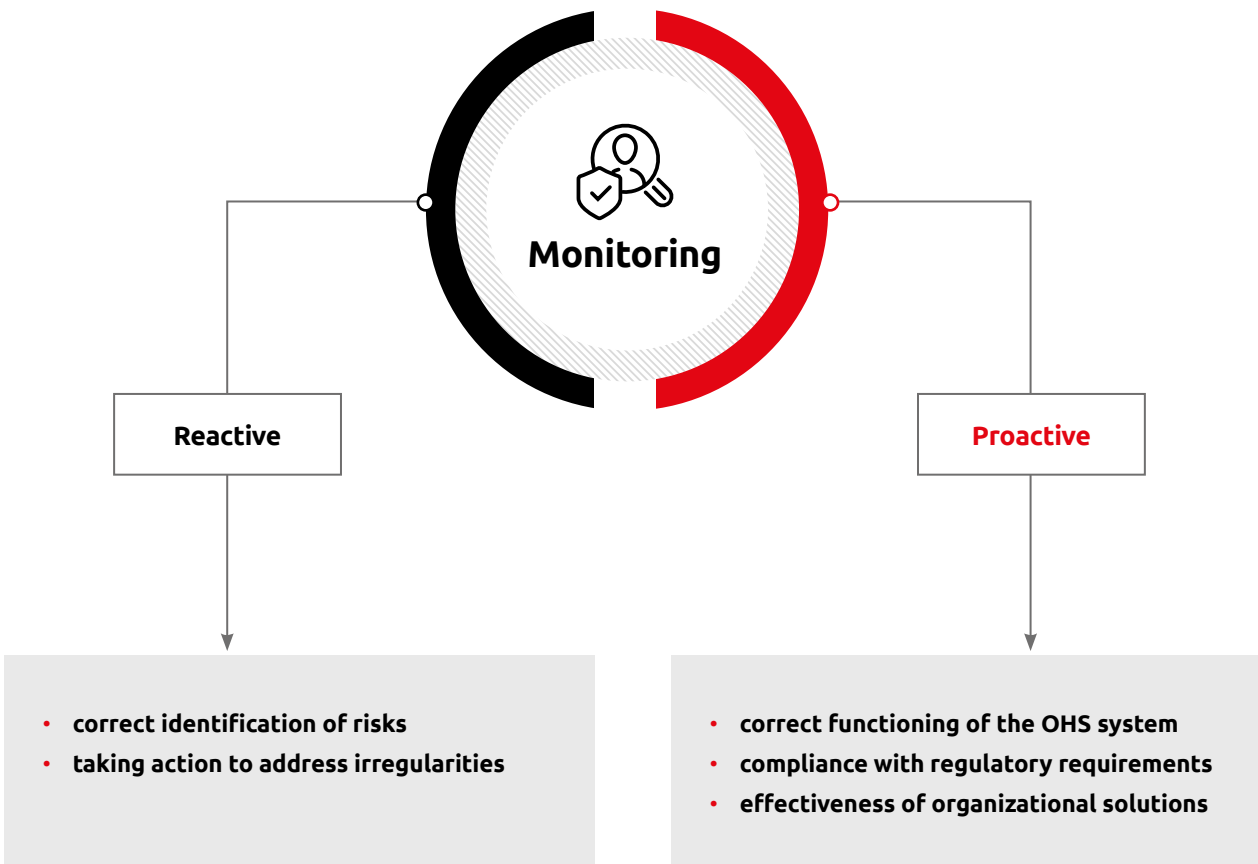 Monitoring
Reactive
Proactive
• correct identification of risks
• taking action to address irregularities
• correct functioning of the OHS system
• compliance with regulatory requirements
• effectiveness of organizational solutions